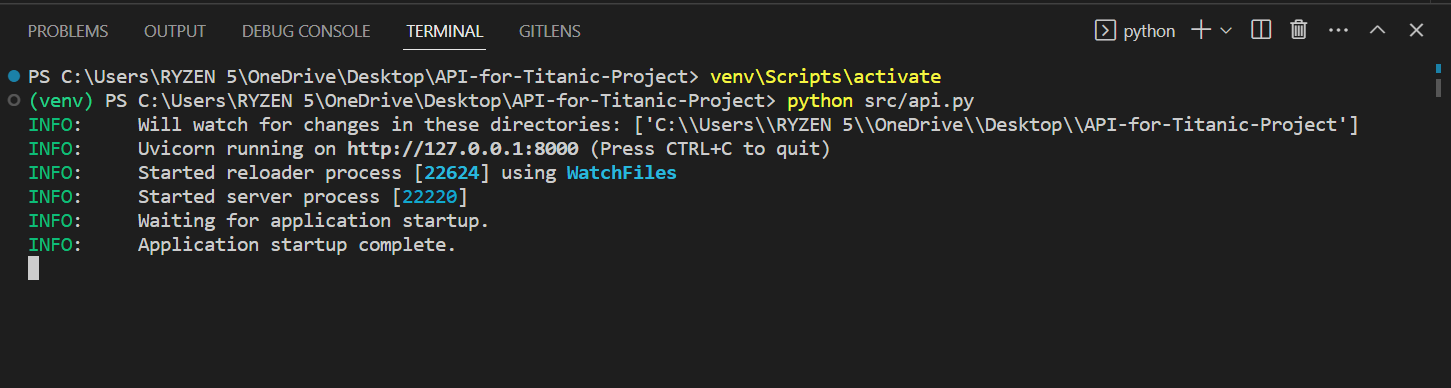 PROBLEMS OUTPUT DEBUG CONSOLE TERMINAL GITLENS python
PS C:\Users\RYZEN 5\OneDrive\Desktop\API-for-Titanic-Project> venv\Scripts\activate
(venv) PS C:\Users\RYZEN 5\OneDrive\Desktop\API-for-Titanic-Project> python src/api.py
INFO:     Will watch for changes in these directories: ['C:\\Users\\RYZEN 5\\OneDrive\\Desktop\\API-for-Titanic-Project']
INFO:     Uvicorn running on http://127.0.0.1:8000 (Press CTRL+C to quit)
INFO:     Started reloader process [22624] using WatchFiles
INFO:     Started server process [22220]
INFO:     Waiting for application startup.
INFO:     Application startup complete.